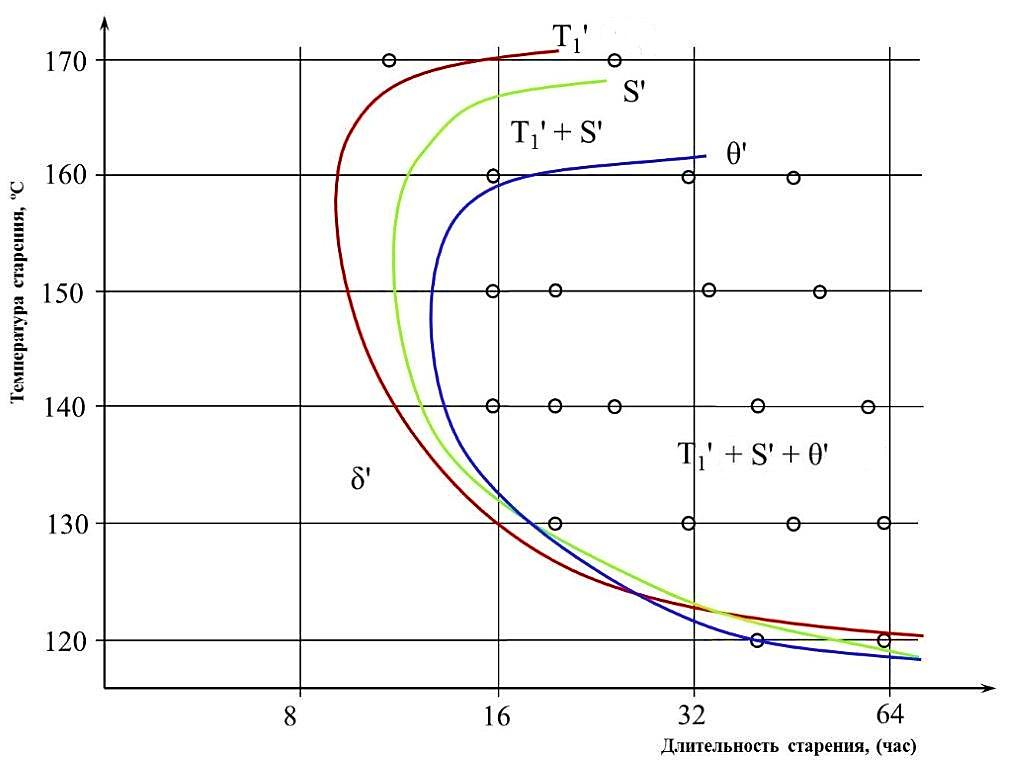 T₁'
170
S'
T₁' + S'
θ'
160
150
140
T₁' + S' + θ'
δ'
130
120
8 16 32 64
Температура старения, °С
Длительность старения, (час)